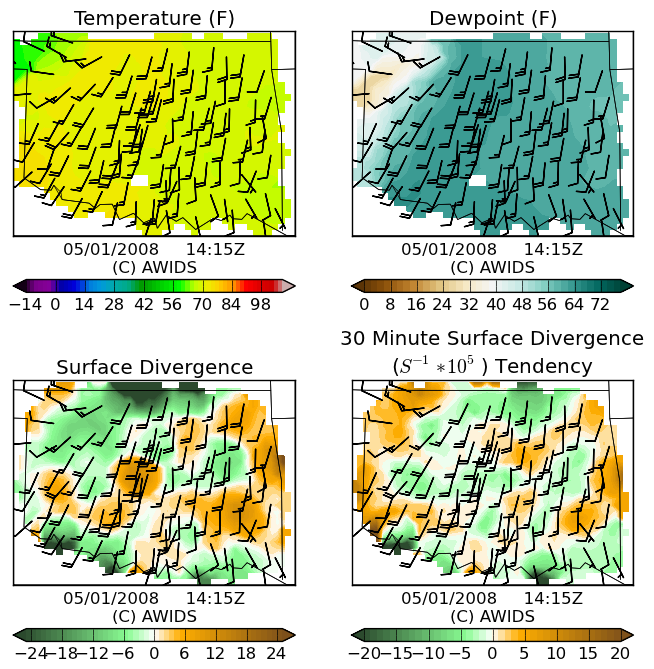 Temperature (F)
Dewpoint (F)
05/01/2008 14:15Z
(C) AWIDS
05/01/2008 14:15Z
(C) AWIDS
−14 0 14 28 42 56 70 84 98
0 8 16 24 32 40 48 56 64 72
Surface Divergence
30 Minute Surface Divergence
(S⁻¹ *10⁵ ) Tendency
05/01/2008 14:15Z
(C) AWIDS
05/01/2008 14:15Z
(C) AWIDS
−24 −18 −12 −6 0 6 12 18 24
−20 −15 −10 −5 0 5 10 15 20